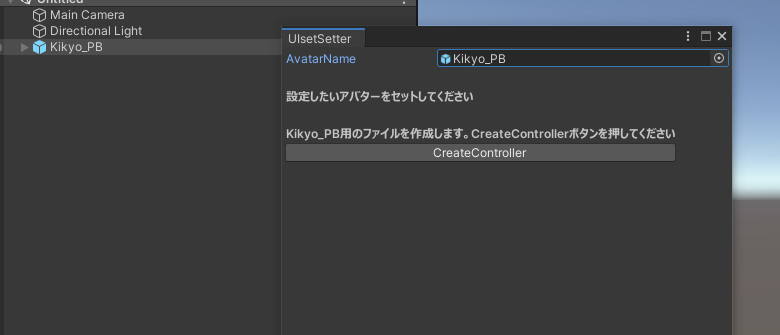 Untitled
Main Camera
Directional Light
Kikyo_PB
UIsetSetter
AvatarName
Kikyo_PB
設定したいアバターをセットしてください
Kikyo_PB用のファイルを作成します。CreateControllerボタンを押してください
CreateController